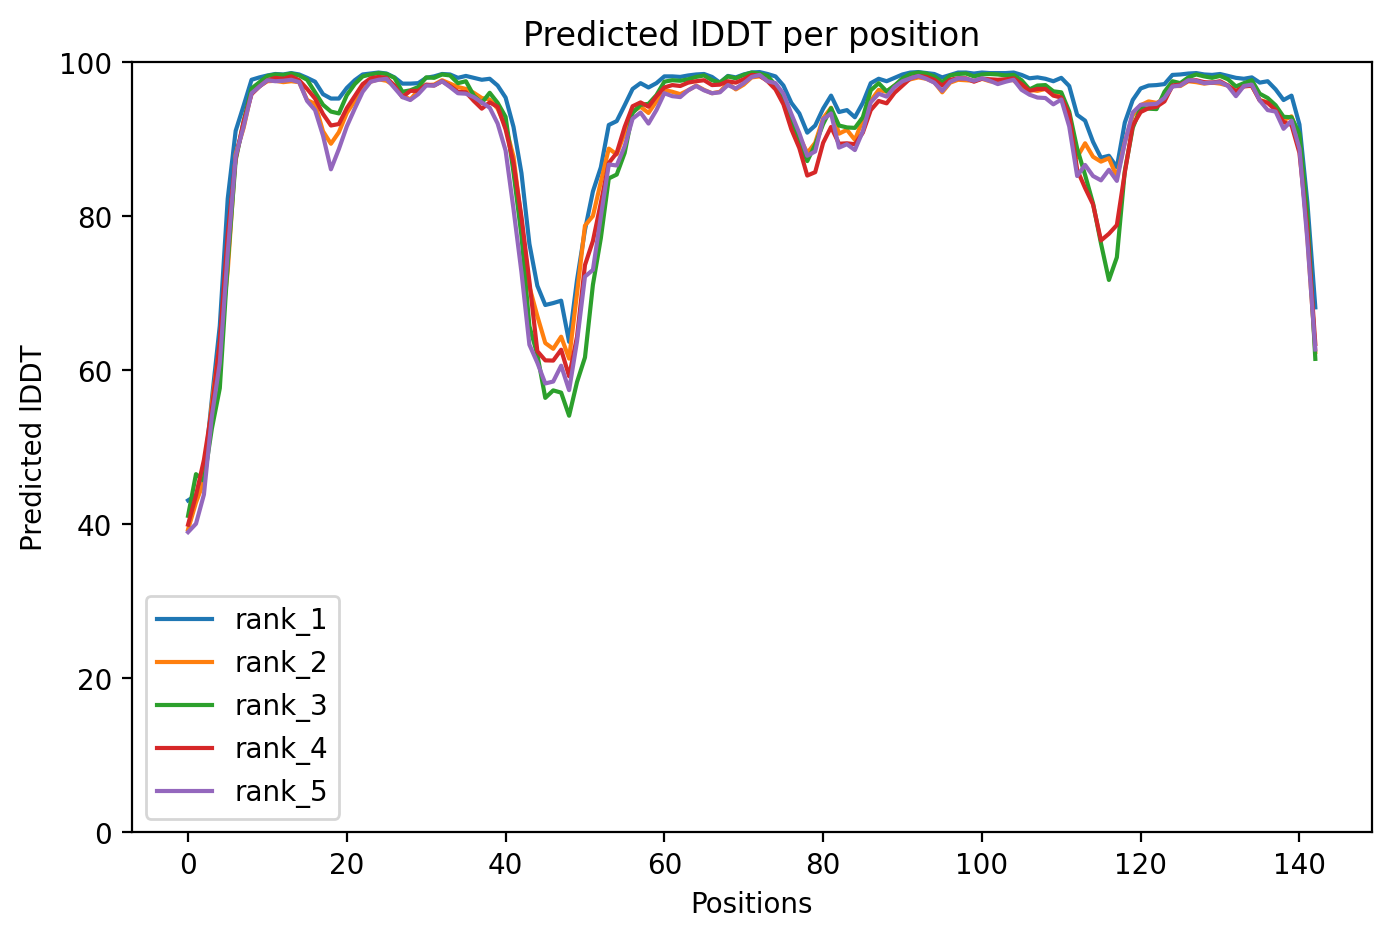 Predicted lDDT per position
100
80
60
40
20
0
Predicted lDDT
rank_1
rank_2
rank_3
rank_4
rank_5
0 20 40 60 80 100 120 140
Positions